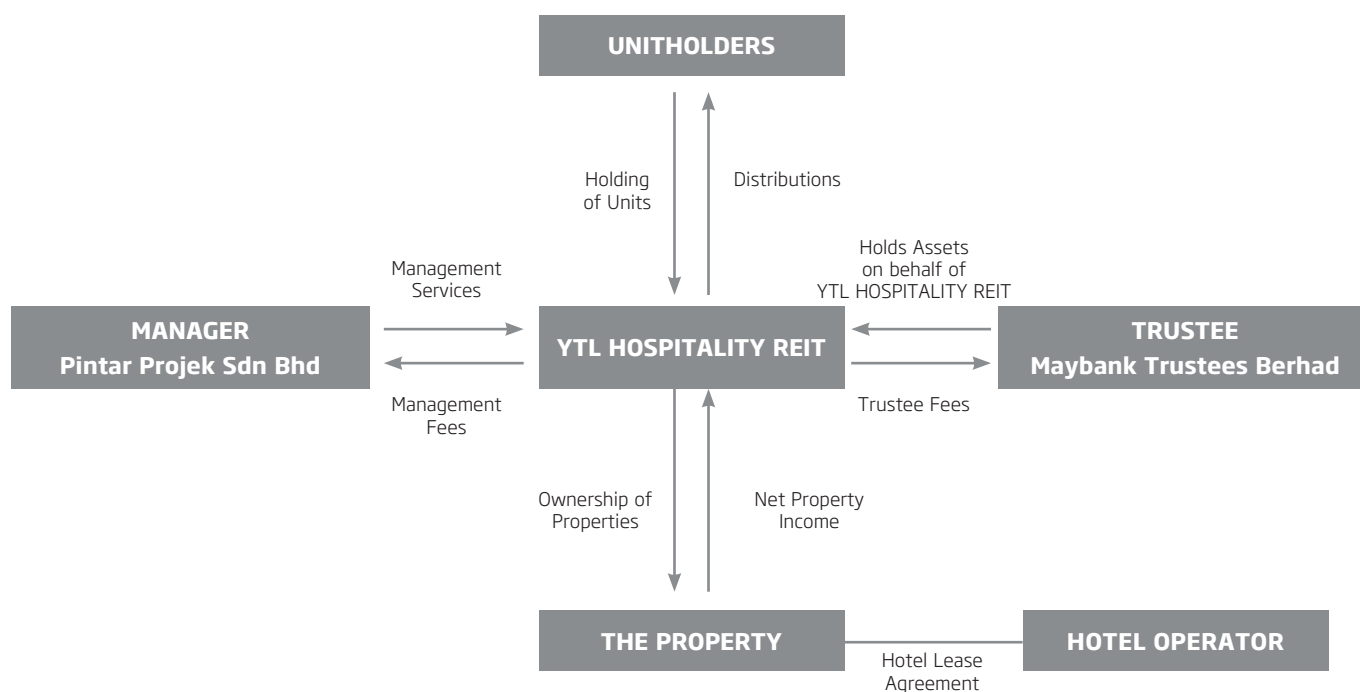 UNITHOLDERS
Holding
of Units
Distributions
Holds Assets
on behalf of
YTL HOSPITALITY REIT
Management
Services
MANAGER
Pintar Projek Sdn Bhd
YTL HOSPITALITY REIT
TRUSTEE
Maybank Trustees Berhad
Management
Fees
Trustee Fees
Ownership of
Properties
Net Property
Income
THE PROPERTY
Hotel Lease
Agreement
HOTEL OPERATOR